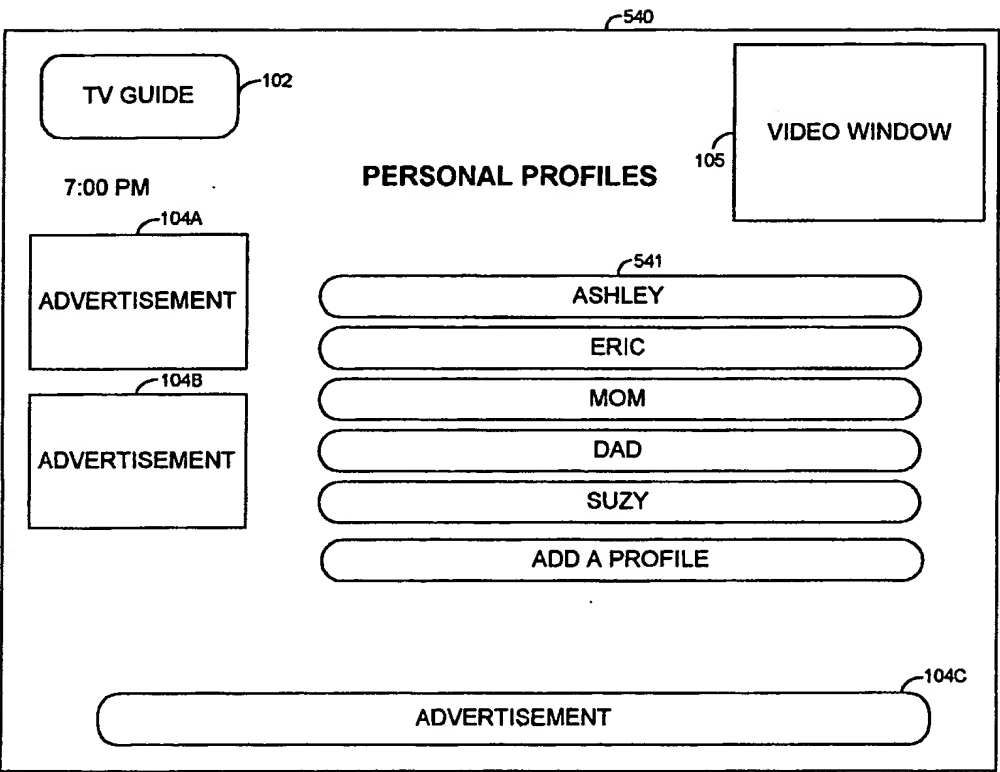 540
TV GUIDE
102
VIDEO WINDOW
105
PERSONAL PROFILES
7:00 PM
104A
ADVERTISEMENT
104B
ADVERTISEMENT
541
ASHLEY
ERIC
MOM
DAD
SUZY
ADD A PROFILE
104C
ADVERTISEMENT